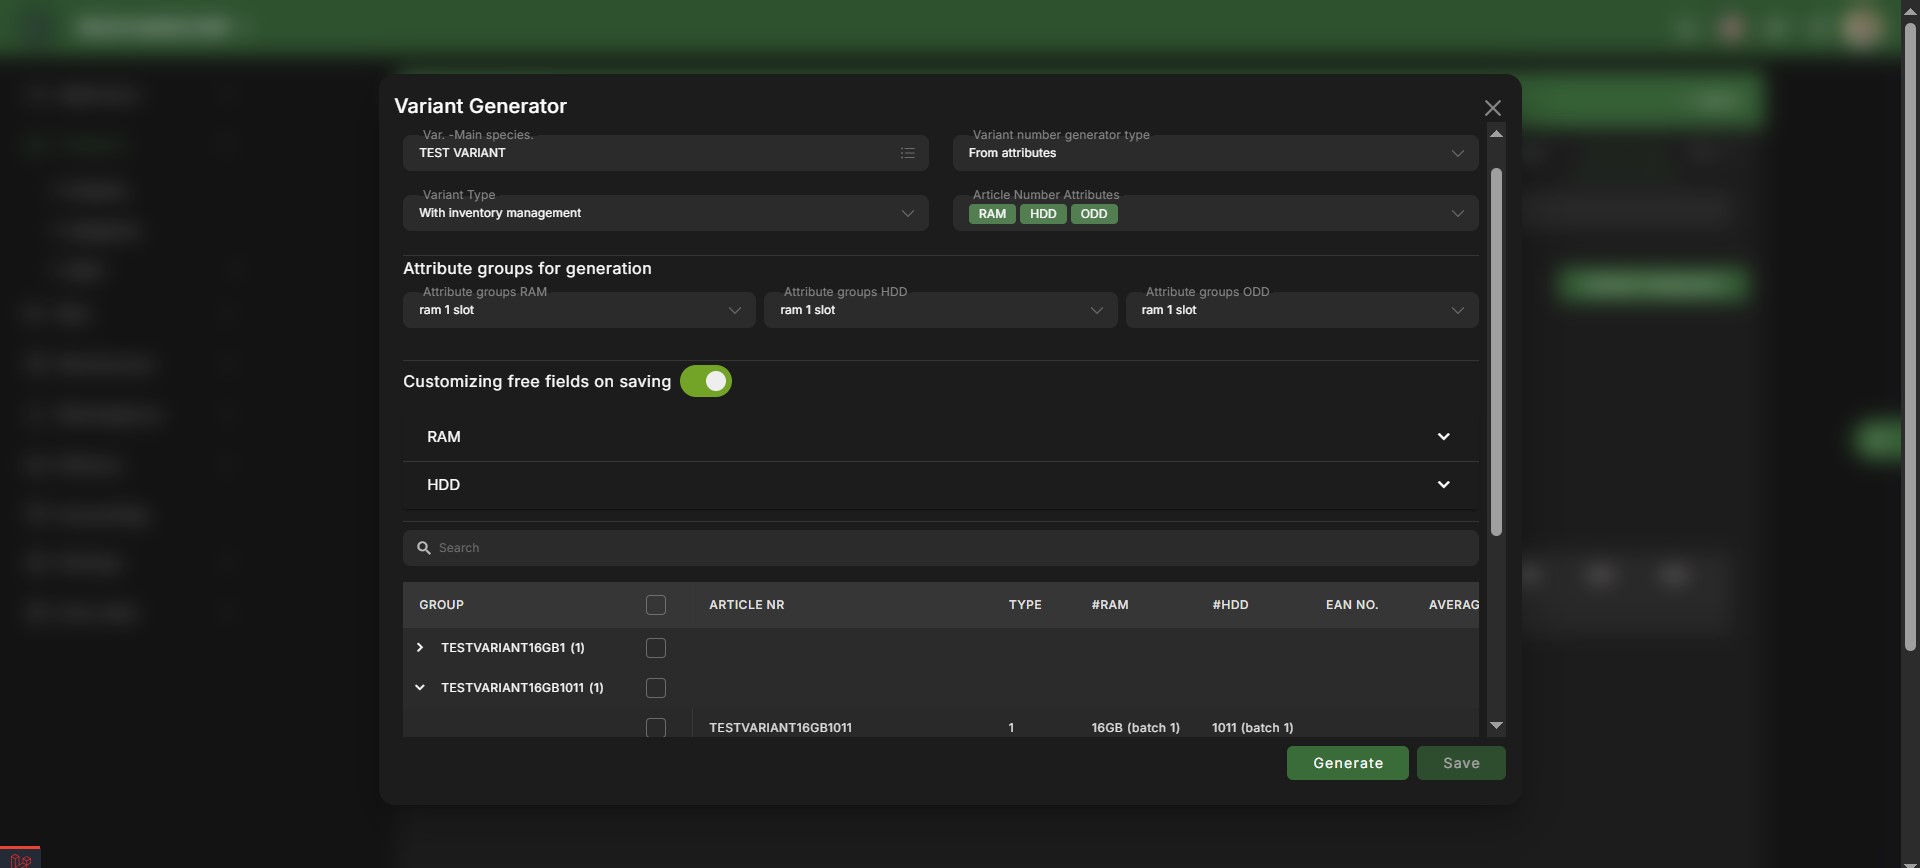 Variant Generator
Var. -Main species.
TEST VARIANT
Variant number generator type
From attributes
Variant Type
With inventory management
Article Number Attributes
RAM HDD ODD
Attribute groups for generation
Attribute groups RAM
ram 1 slot
Attribute groups HDD
ram 1 slot
Attribute groups ODD
ram 1 slot
Customizing free fields on saving
RAM
HDD
Search
GROUP ARTICLE NR TYPE #RAM #HDD EAN NO. AVERAG
TESTVARIANT16GB1 (1)
TESTVARIANT16GB1011 (1)
TESTVARIANT16GB1011 1 16GB (batch 1) 1011 (batch 1)
Generate Save